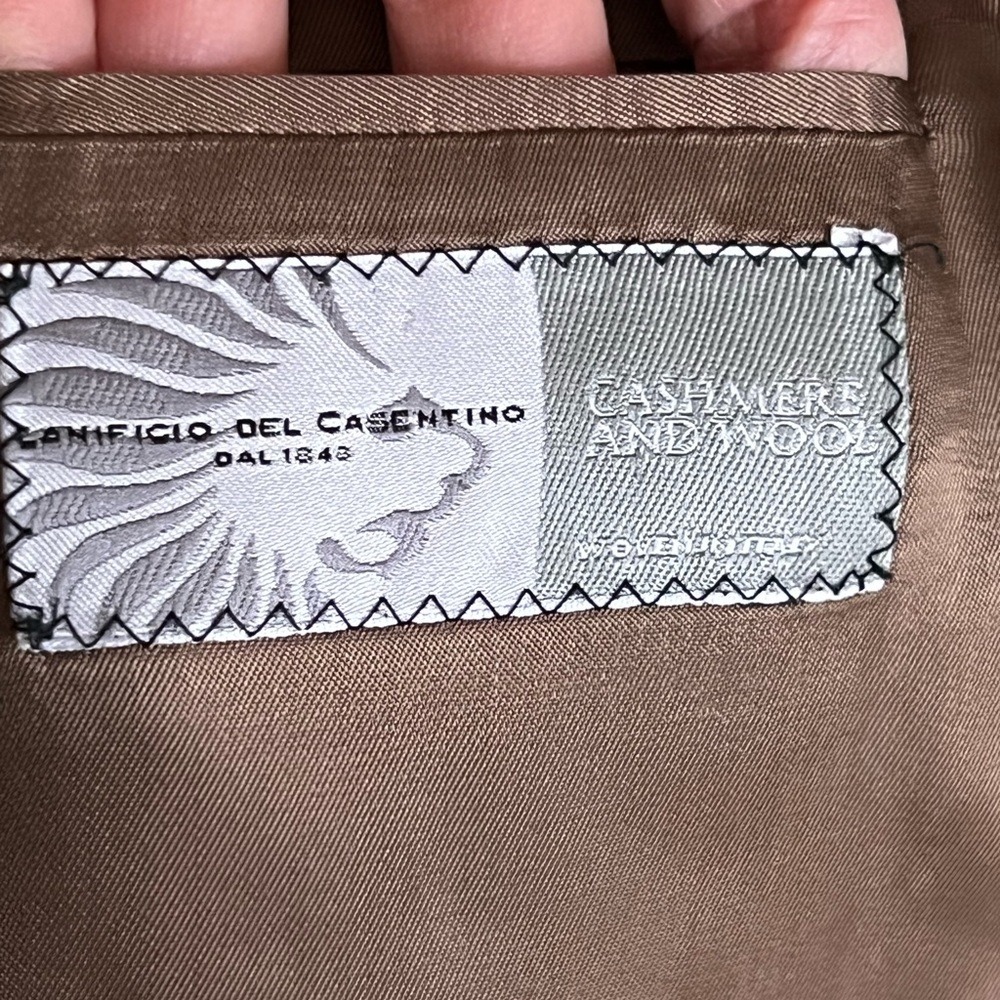 LANIFICIO DEL CASENTINO
DAL 1848
CASHMERE
AND WOOL